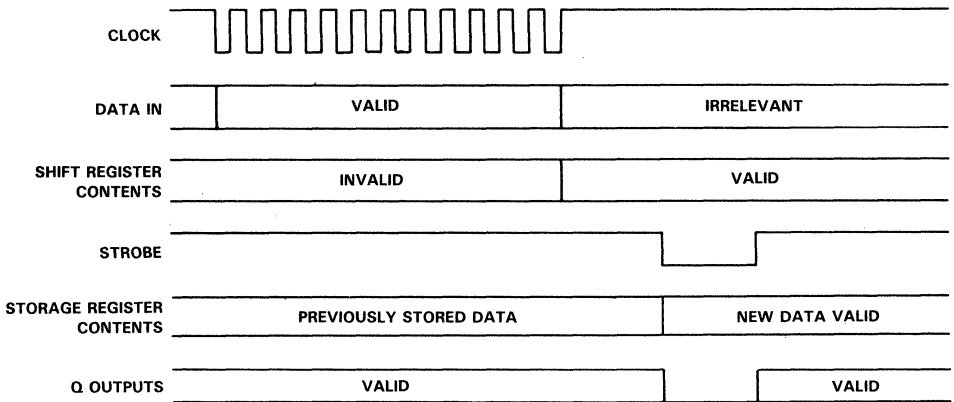 CLOCK
DATA IN
VALID
IRRELEVANT
SHIFT REGISTER
CONTENTS
INVALID
VALID
STROBE
STORAGE REGISTER
CONTENTS
PREVIOUSLY STORED DATA
NEW DATA VALID
Q OUTPUTS
VALID
VALID